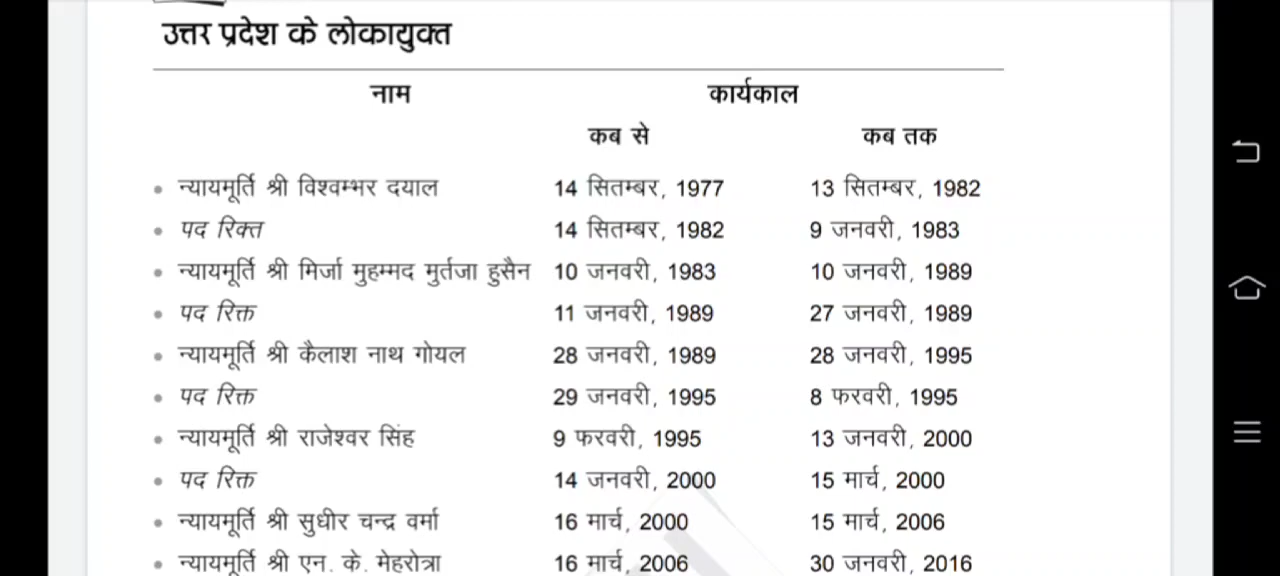 उत्तर प्रदेश के लोकायुक्त
नाम कार्यकाल
कब से कब तक
• न्यायमूर्ति श्री विश्वम्भर दयाल 14 सितम्बर, 1977 13 सितम्बर, 1982
• पद रिक्त 14 सितम्बर, 1982 9 जनवरी, 1983
• न्यायमूर्ति श्री मिर्जा मुहम्मद मुर्तजा हुसैन 10 जनवरी, 1983 10 जनवरी, 1989
• पद रिक्त 11 जनवरी, 1989 27 जनवरी, 1989
• न्यायमूर्ति श्री कैलाश नाथ गोयल 28 जनवरी, 1989 28 जनवरी, 1995
• पद रिक्त 29 जनवरी, 1995 8 फरवरी, 1995
• न्यायमूर्ति श्री राजेश्वर सिंह 9 फरवरी, 1995 13 जनवरी, 2000
• पद रिक्त 14 जनवरी, 2000 15 मार्च, 2000
• न्यायमूर्ति श्री सुधीर चन्द्र वर्मा 16 मार्च, 2000 15 मार्च, 2006
• न्यायमूर्ति श्री एन. के. मेहरोत्रा 16 मार्च, 2006 30 जनवरी, 2016